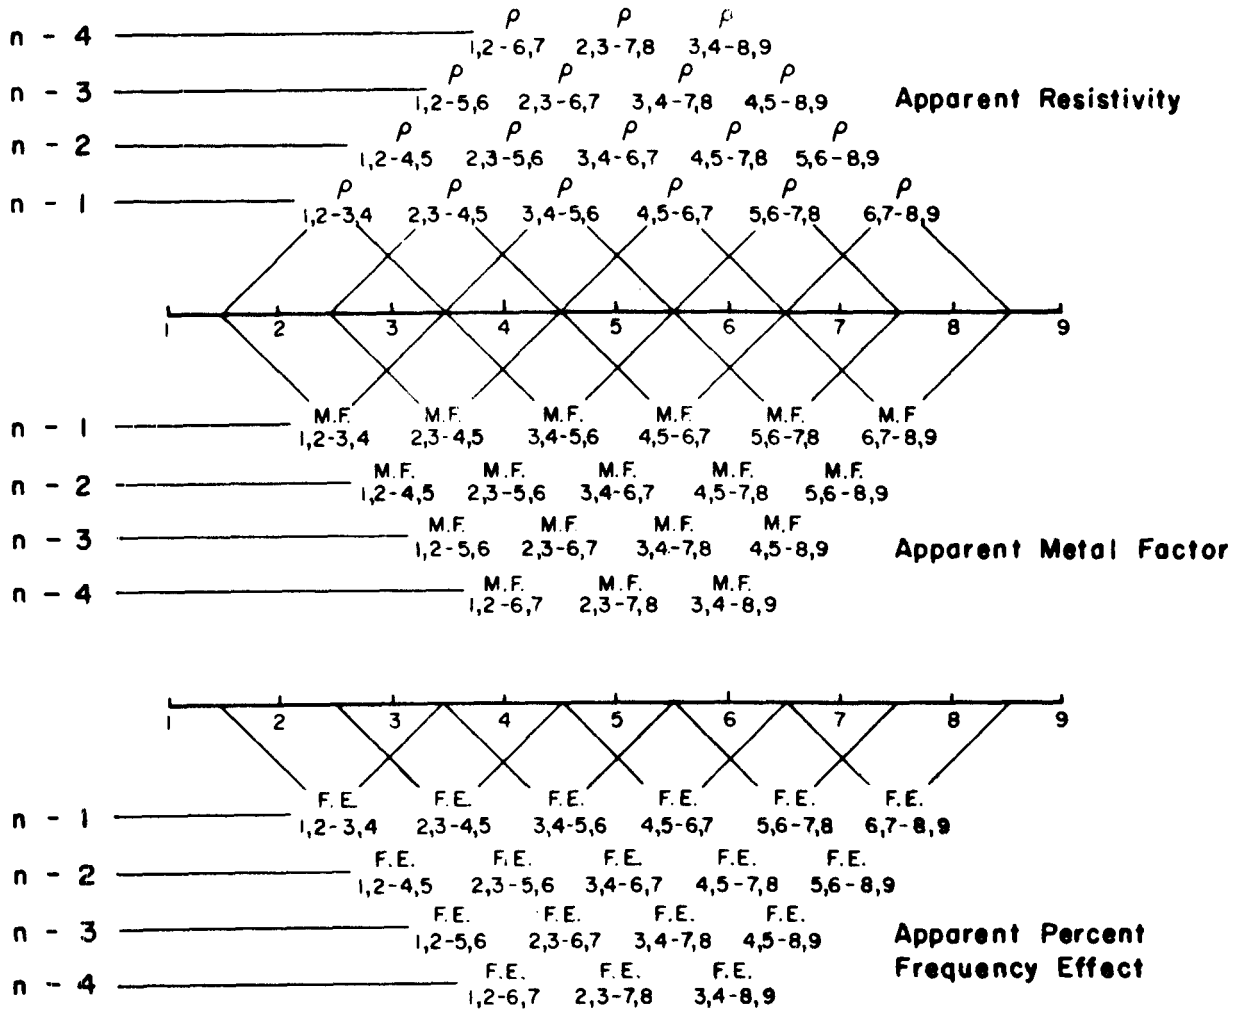 ρ ρ ρ
n - 4 1,2-6,7 2,3-7,8 3,4-8,9
ρ ρ ρ ρ
n - 3 1,2-5,6 2,3-6,7 3,4-7,8 4,5-8,9 Apparent Resistivity
ρ ρ ρ ρ ρ
n - 2 1,2-4,5 2,3-5,6 3,4-6,7 4,5-7,8 5,6-8,9
ρ ρ ρ ρ ρ ρ
n - 1 1,2-3,4 2,3-4,5 3,4-5,6 4,5-6,7 5,6-7,8 6,7-8,9
1 2 3 4 5 6 7 8 9
M.F. M.F. M.F. M.F. M.F. M.F
n - 1 1,2-3,4 2,3-4,5 3,4-5,6 4,5-6,7 5,6-7,8 6,7-8,9
M.F. M.F. M.F. M.F. M.F.
n - 2 1,2-4,5 2,3-5,6 3,4-6,7 4,5-7,8 5,6-8,9
M.F. M.F. M.F. M.F
n - 3 1,2-5,6 2,3-6,7 3,4-7,8 4,5-8,9 Apparent Metal Factor
M.F. M.F. M.F.
n - 4 1,2-6,7 2,3-7,8 3,4-8,9
1 2 3 4 5 6 7 8 9
F.E. F.E. F.E. F.E. F.E. F.E.
n - 1 1,2-3,4 2,3-4,5 3,4-5,6 4,5-6,7 5,6-7,8 6,7-8,9
F.E. F.E. F.E. F.E. F.E.
n - 2 1,2-4,5 2,3-5,6 3,4-6,7 4,5-7,8 5,6-8,9
F.E. F.E. F.E. F.E.
n - 3 1,2-5,6 2,3-6,7 3,4-7,8 4,5-8,9 Apparent Percent
Frequency Effect
F.E. F.E. F.E.
n - 4 1,2-6,7 2,3-7,8 3,4-8,9